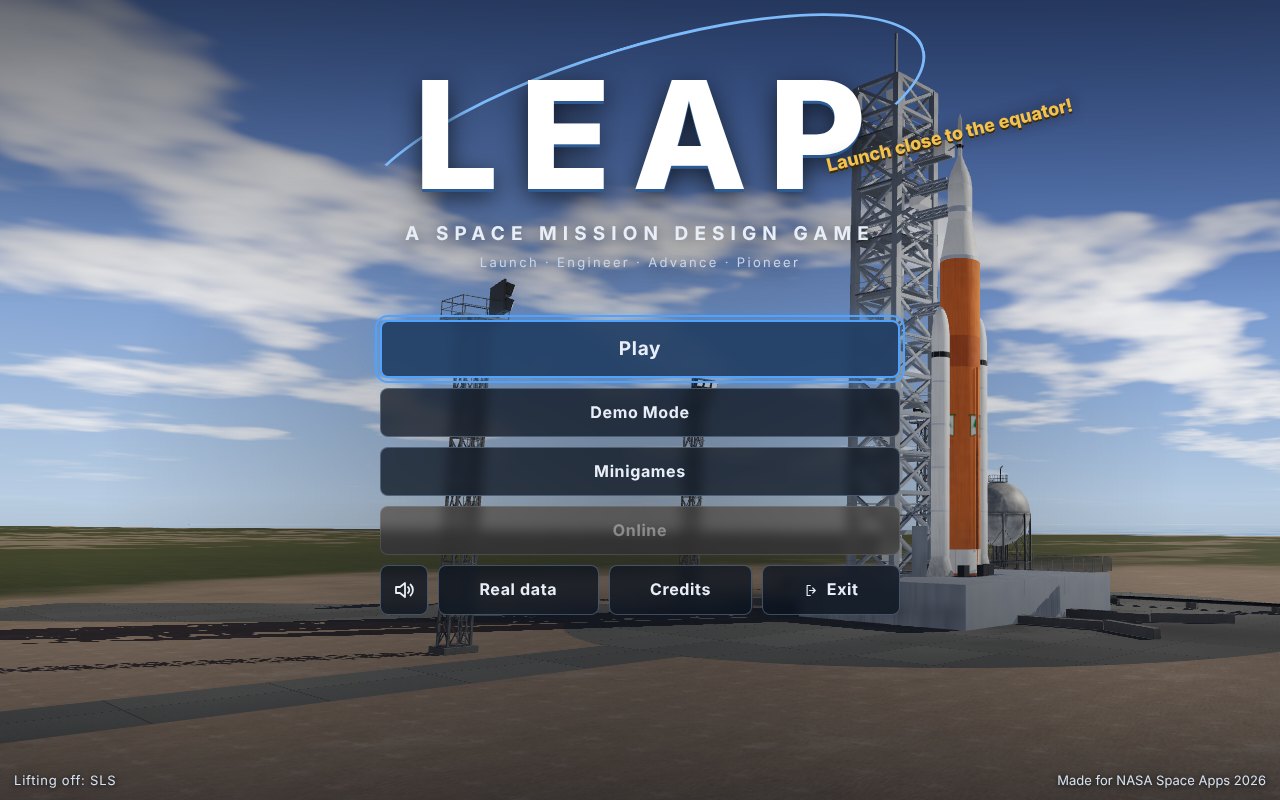 LEAP
Launch close to the equator!
A SPACE MISSION DESIGN GAME
Launch · Engineer · Advance · Pioneer
Play
Demo Mode
Minigames
Online
Real data
Credits
Exit
Lifting off: SLS
Made for NASA Space Apps 2026